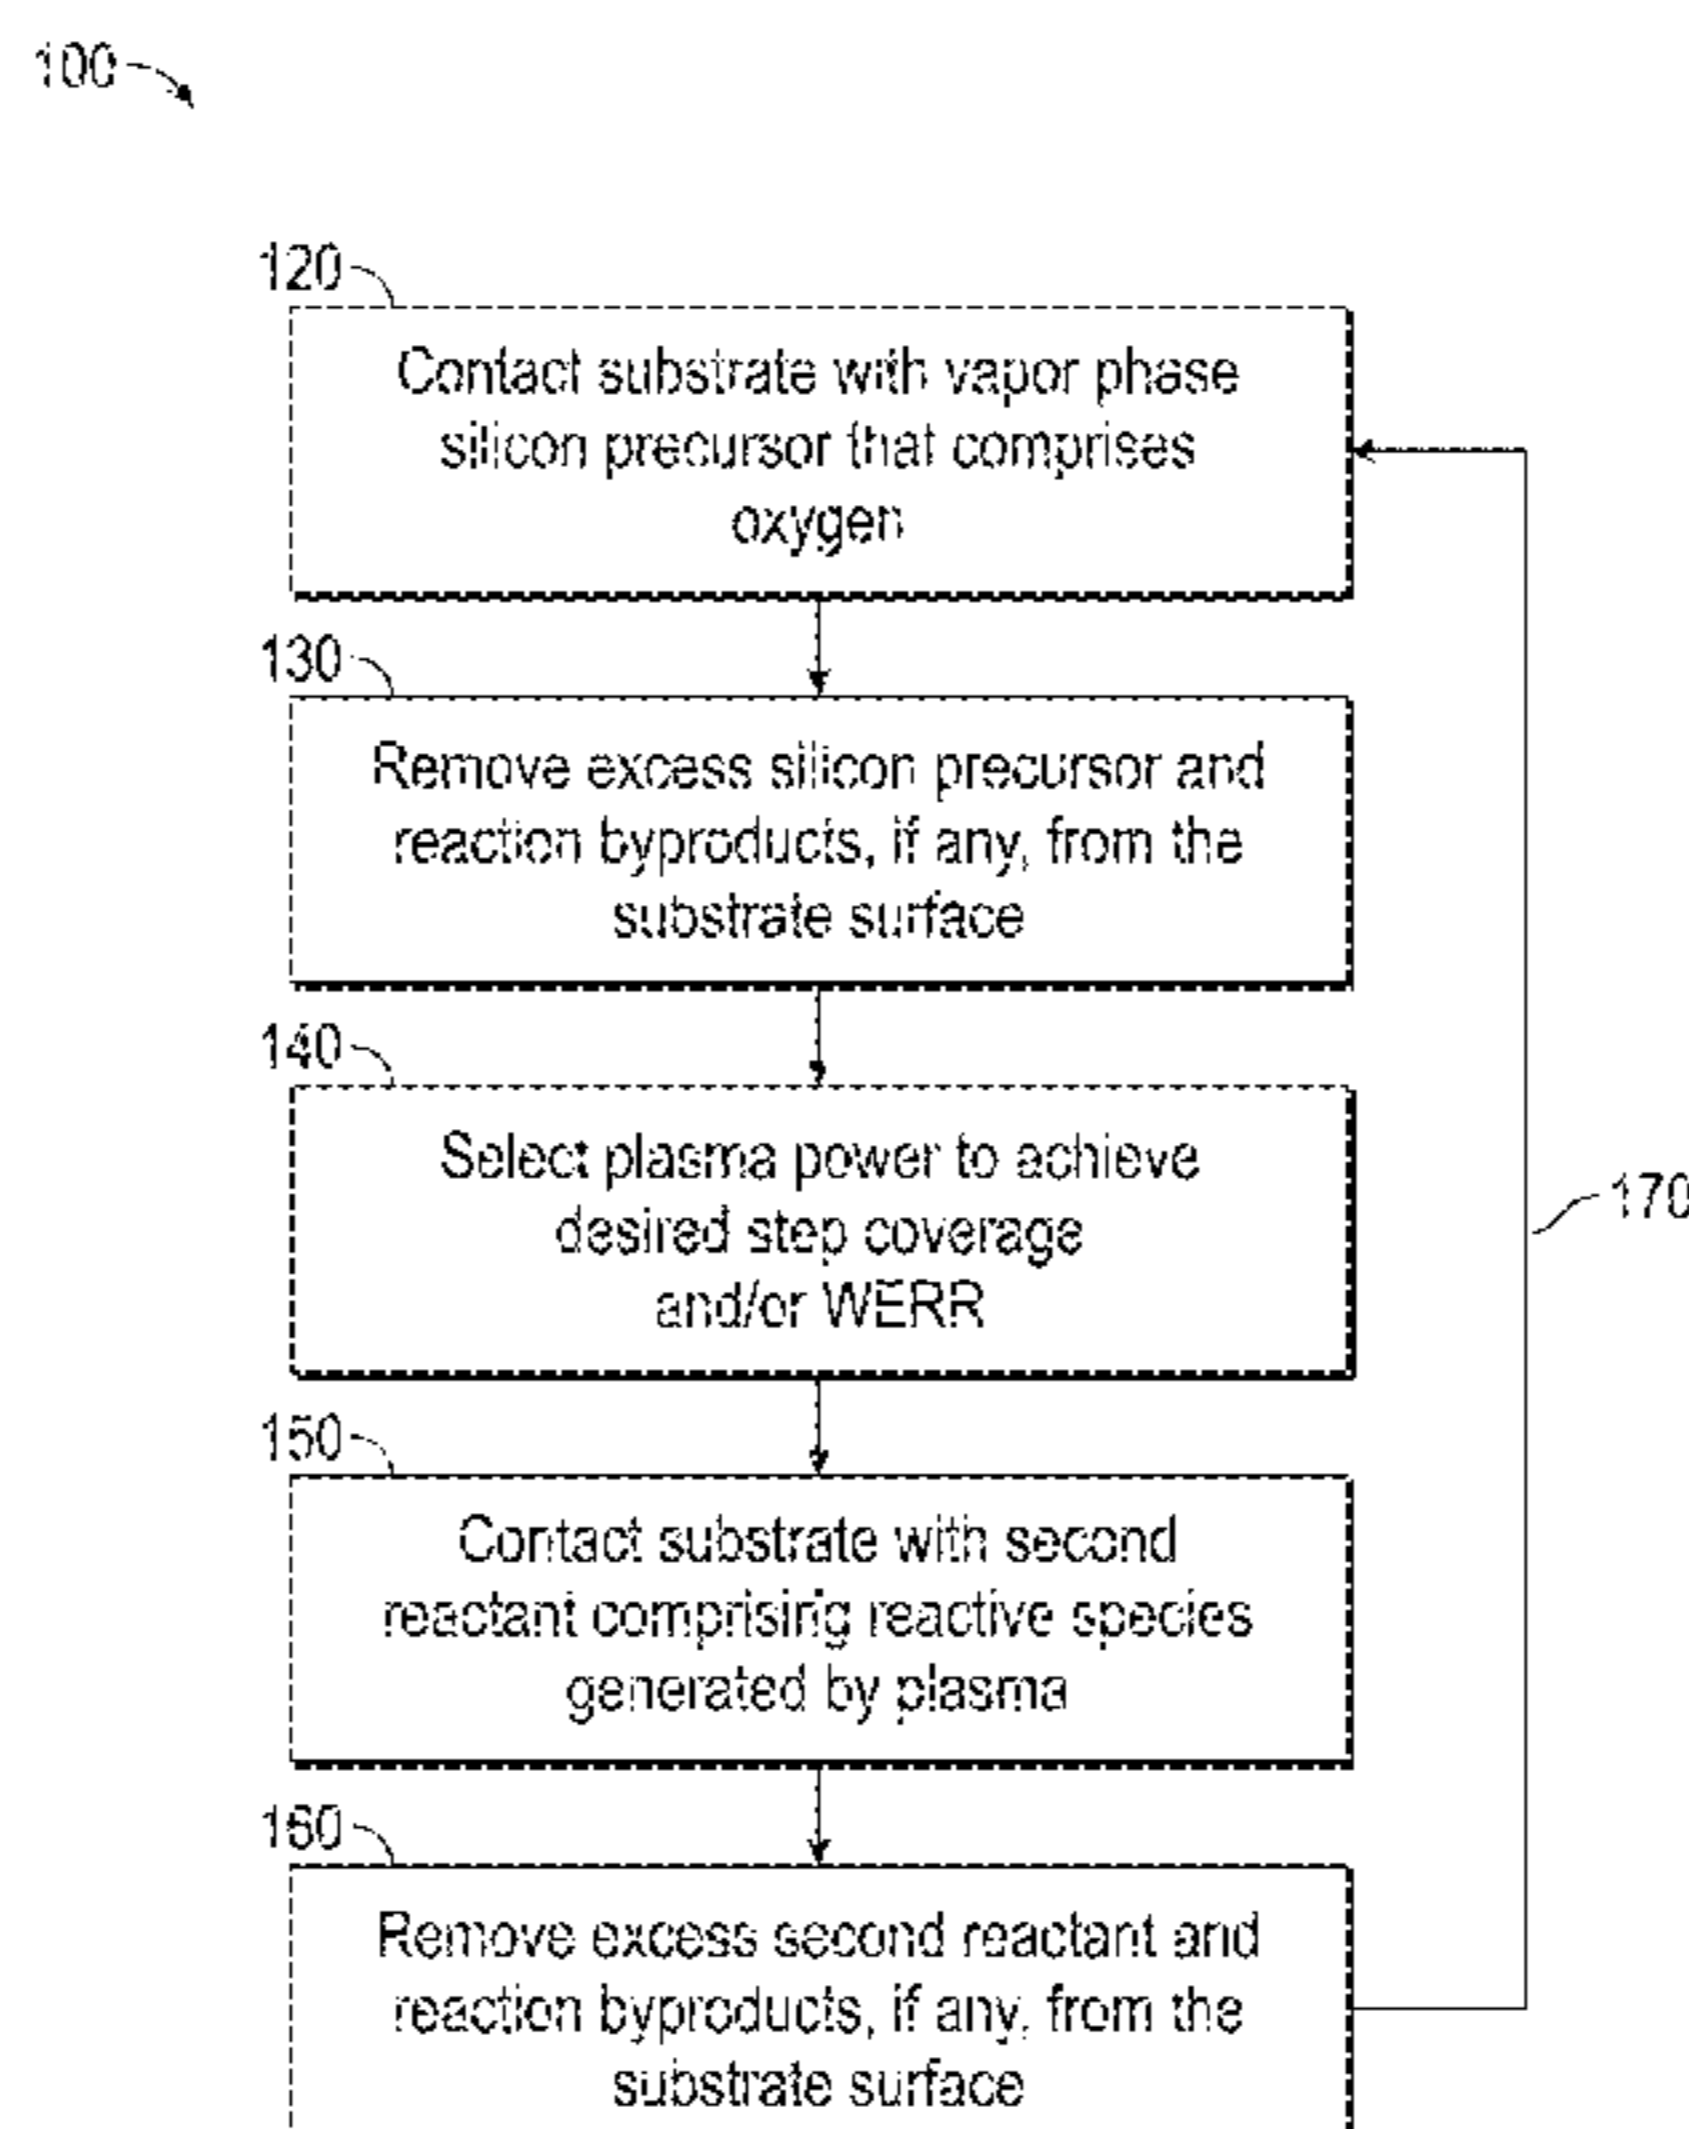 100
120
Contact substrate with vapor phase
silicon precursor that comprises
oxygen
130
Remove excess silicon precursor and
reaction byproducts, if any, from the
substrate surface
140
Select plasma power to achieve
desired step coverage
and/or WERR
170
150
Contact substrate with second
reactant comprising reactive species
generated by plasma
160
Remove excess second reactant and
reaction byproducts, if any, from the
substrate surface